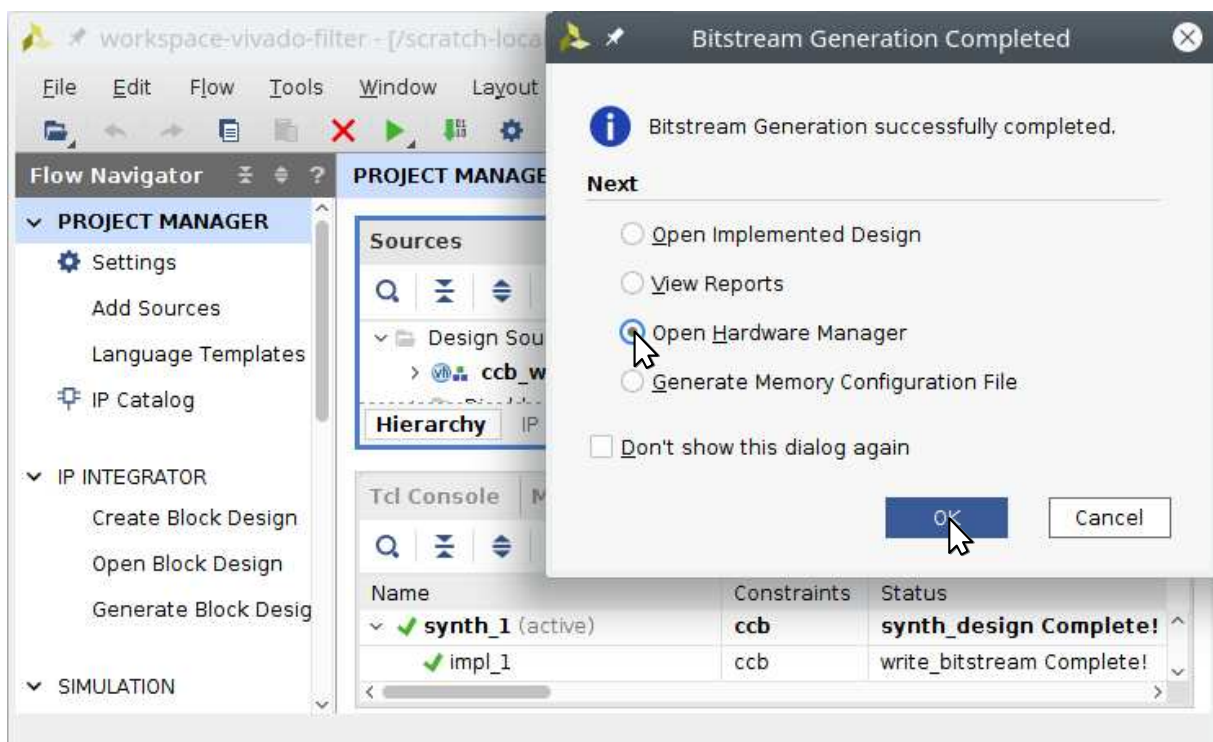 workspace-vivado-filter - [/scratch-loca
File Edit Flow Tools Window Layout
Flow Navigator ?
PROJECT MANAGER
Settings
Add Sources
Language Templates
IP Catalog
IP INTEGRATOR
Create Block Design
Open Block Design
Generate Block Desig
SIMULATION
PROJECT MANAGE
Sources
Design Sou
ccb_w
Hierarchy IP
Tcl Console M
Name Constraints Status
synth_1 (active) ccb synth_design Complete!
impl_1 ccb write_bitstream Complete!
Bitstream Generation Completed
Bitstream Generation successfully completed.
Next
Open Implemented Design
View Reports
Open Hardware Manager
Generate Memory Configuration File
Don't show this dialog again
OK Cancel